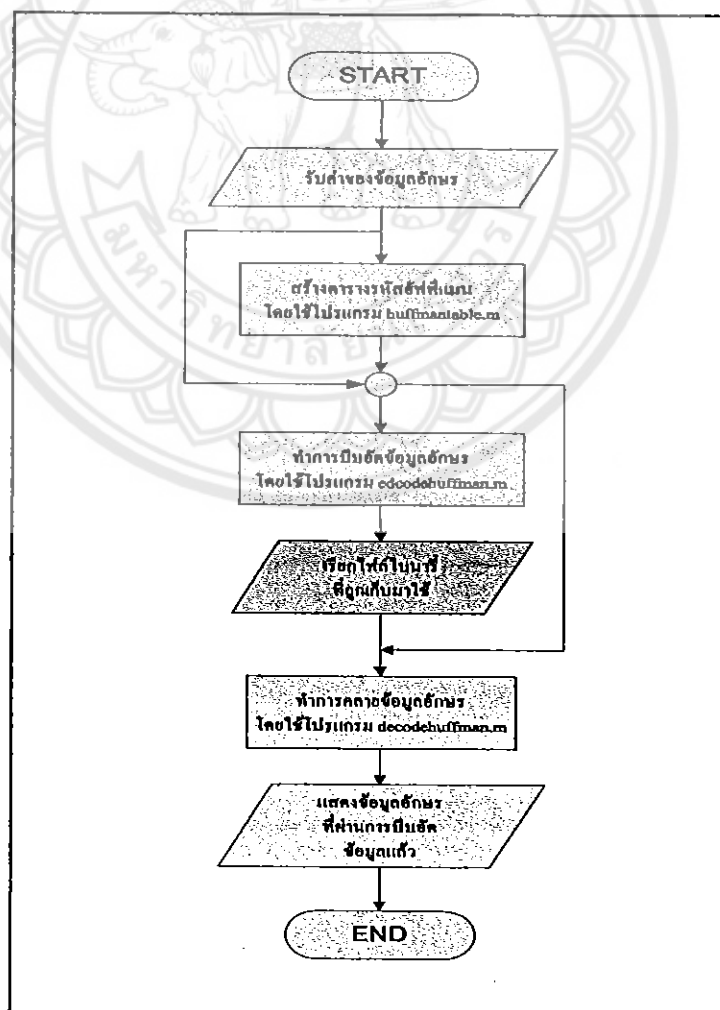 START
รับค่าของข้อมูลอักษร
สร้างตารางรหัสฮัฟฟ์แมน
โดยใช้โปรแกรม huffmantable.m
ทำการบีบอัดข้อมูลอักษร
โดยใช้โปรแกรม edcodehuffman.m
เรียกไฟล์ไบนารี่
ที่ถูกเก็บมาใช้
ทำการคลายข้อมูลอักษร
โดยใช้โปรแกรม decodehuffman.m
แสดงข้อมูลอักษร
ที่ผ่านการบีบอัด
ข้อมูลแล้ว
END